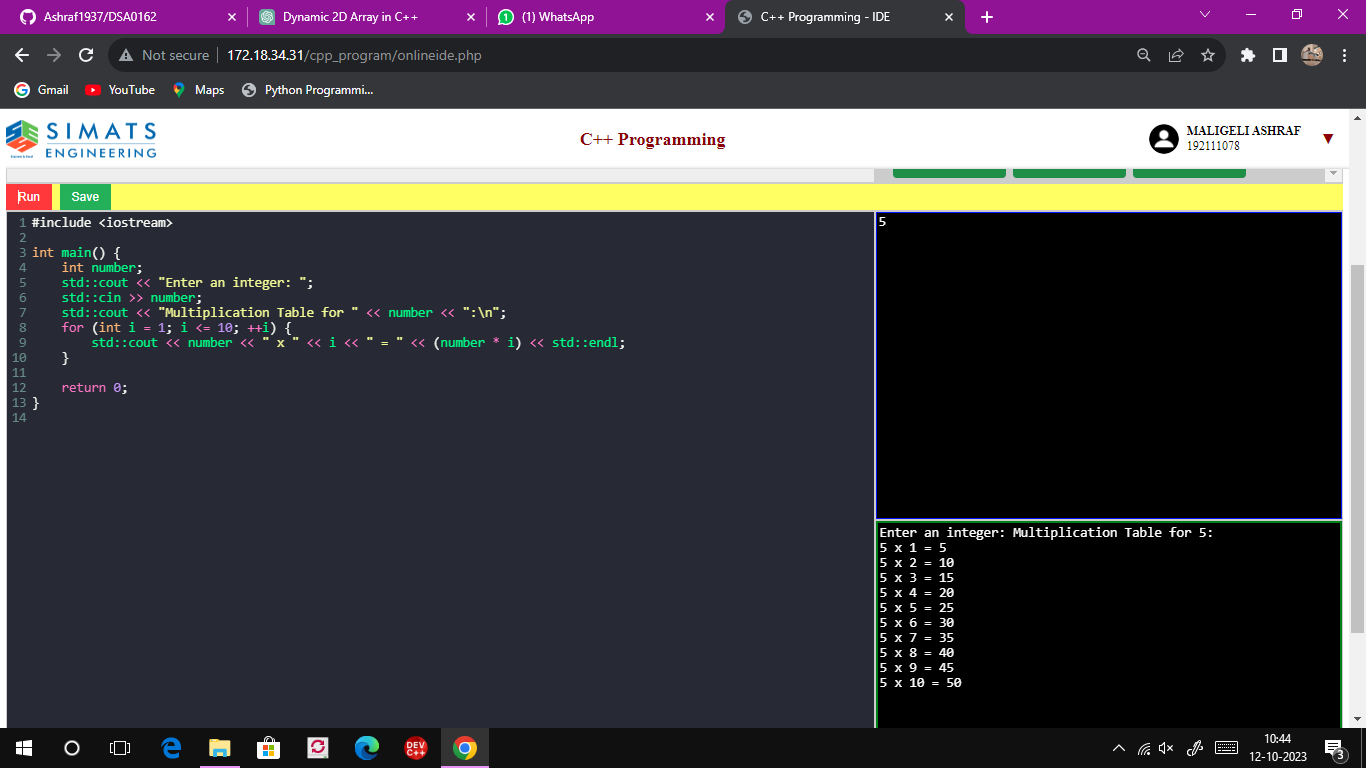 Ashraf1937/DSA0162
Dynamic 2D Array in C++
(1) WhatsApp
C++ Programming - IDE
Not secure 172.18.34.31/cpp_program/onlineide.php
Gmail YouTube Maps Python Programmi...
SIMATS
ENGINEERING
C++ Programming
MALIGELI ASHRAF
192111078
Run Save
1 #include <iostream>
2
3 int main() {
4     int number;
5     std::cout << "Enter an integer: ";
6     std::cin >> number;
7     std::cout << "Multiplication Table for " << number << ":\n";
8     for (int i = 1; i <= 10; ++i) {
9         std::cout << number << " x " << i << " = " << (number * i) << std::endl;
10     }
11
12     return 0;
13 }
14
5
Enter an integer: Multiplication Table for 5:
5 x 1 = 5
5 x 2 = 10
5 x 3 = 15
5 x 4 = 20
5 x 5 = 25
5 x 6 = 30
5 x 7 = 35
5 x 8 = 40
5 x 9 = 45
5 x 10 = 50
DEV
C++
10:44
12-10-2023
3